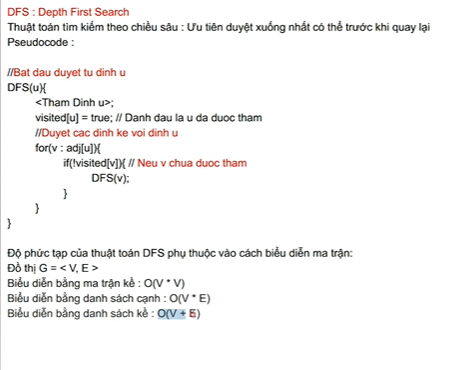 DFS : Depth First Search
Thuật toán tìm kiếm theo chiều sâu : Ưu tiên duyệt xuống nhất có thể trước khi quay lại
Pseudocode :
//Bat dau duyet tu dinh u
DFS(u){
<Tham Dinh u>;
visited[u] = true; // Danh dau la u da duoc tham
//Duyet cac dinh ke voi dinh u
for(v : adj[u]){
if(!visited[v]){ // Neu v chua duoc tham
DFS(v);
}
}
}
Độ phức tạp của thuật toán DFS phụ thuộc vào cách biểu diễn ma trận:
Đồ thị G = < V, E >
Biểu diễn bằng ma trận kề : O(V * V)
Biểu diễn bằng danh sách cạnh : O(V * E)
Biểu diễn bằng danh sách kề : O(V + E)